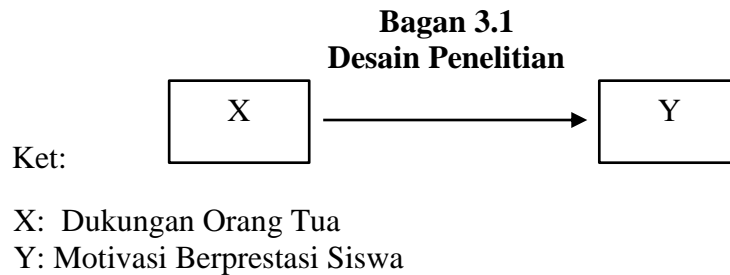 Bagan 3.1
Desain Penelitian
X
Y
Ket:
X: Dukungan Orang Tua
Y: Motivasi Berprestasi Siswa